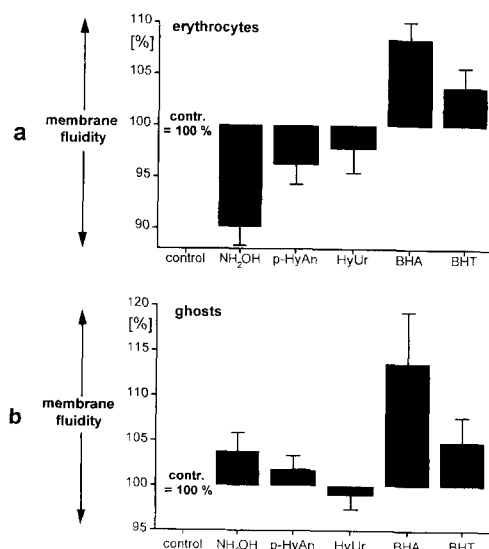 110
erythrocytes
[%]
105
contr.
= 100 %
100
a
membrane
fluidity
95
90
control NH2OH p-HyAn HyUr BHA BHT
120
ghosts
[%]
115
110
b
membrane
fluidity
105
contr.
= 100 %
100
95
control NH2OH p-HyAn HyUr BHA BHT